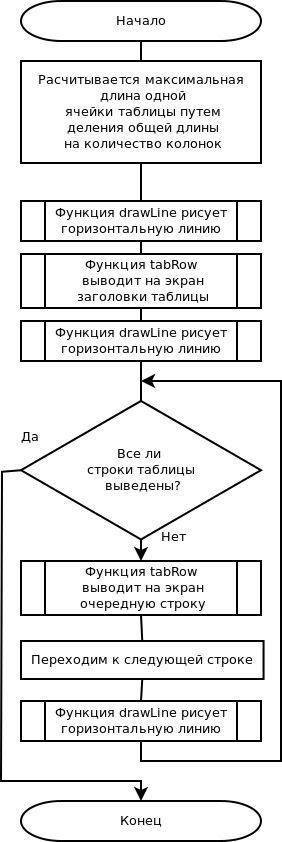 Начало
Расчитывается максимальная
длина одной
ячейки таблицы путем
деления общей длины
на количество колонок
Функция drawLine рисует
горизонтальную линию
Функция tabRow
выводит на экран
заголовки таблицы
Функция drawLine рисует
горизонтальную линию
Да
Все ли
строки таблицы
выведены?
Нет
Функция tabRow
выводит на экран
очередную строку
Переходим к следующей строке
Функция drawLine рисует
горизонтальную линию
Конец